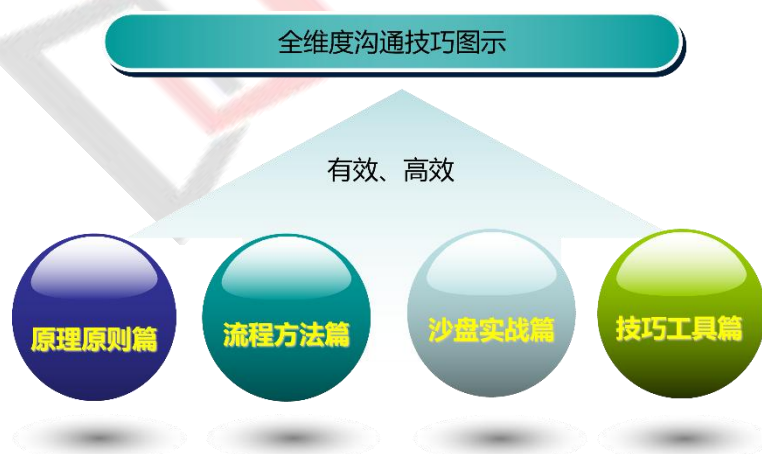 全维度沟通技巧图示
有效、高效
原理原则篇
流程方法篇
沙盘实战篇
技巧工具篇